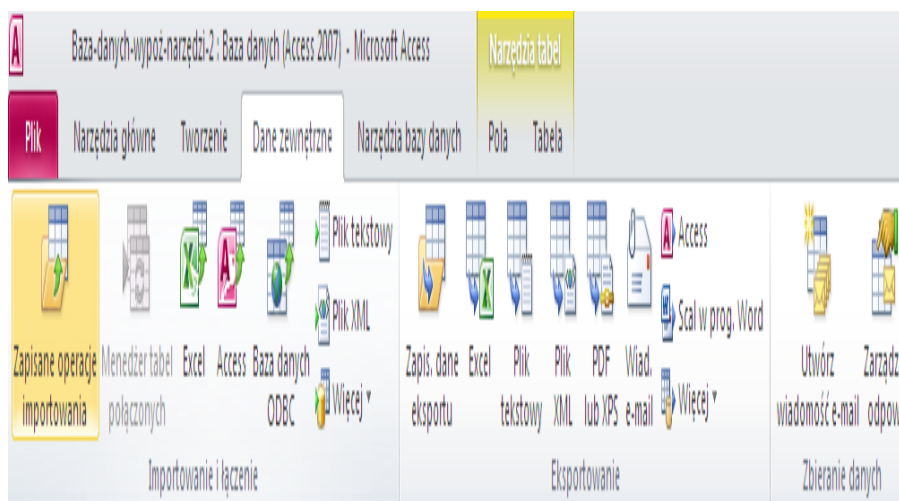 Baza-danych-wypoż-narzędzi-2 : Baza danych (Access 2007) - Microsoft Access
Narzędzia tabel
Plik
Narzędzia główne
Tworzenie
Dane zewnętrzne
Narzędzia bazy danych
Pola
Tabela
Zapisane operacje
importowania
Menedżer tabel
połączonych
Excel
Access
Baza danych
ODBC
Plik tekstowy
Plik XML
Więcej
Importowanie i łączenie
Zapis. dane
eksportu
Excel
Plik
tekstowy
Plik
XML
PDF
lub XPS
Wiad.
e-mail
Access
Scal w prog. Word
Więcej
Eksportowanie
Utwórz
wiadomość e-mail
Zarządz
odpow
Zbieranie danych